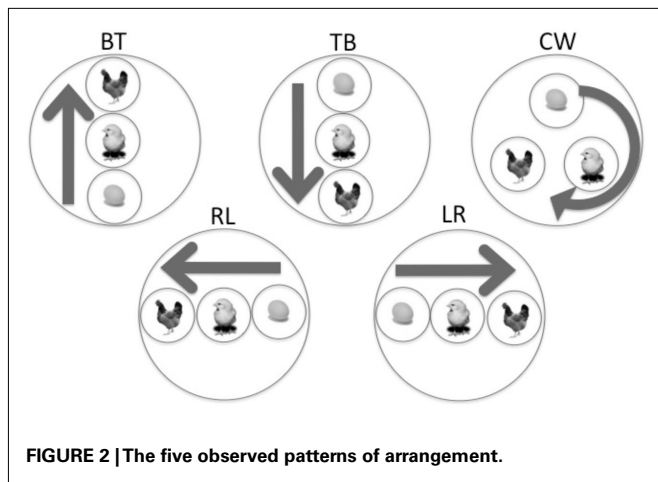 BT
TB
CW
RL
LR
FIGURE 2 | The five observed patterns of arrangement.